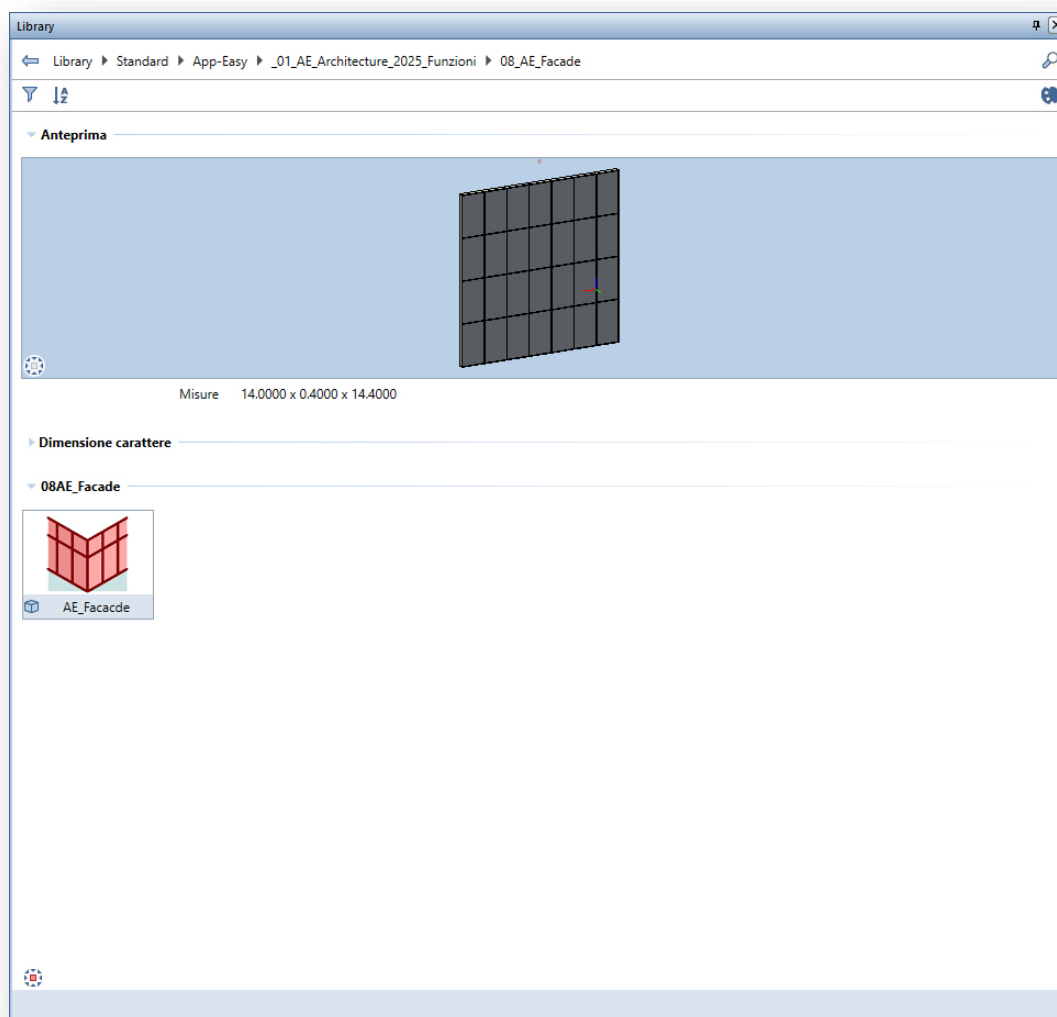 Library
Library Standard App-Easy _01_AE_Architecture_2025_Funzioni 08_AE_Facade
Anteprima
Misure 14.0000 x 0.4000 x 14.4000
Dimensione carattere
08AE_Facade
AE_Facacde